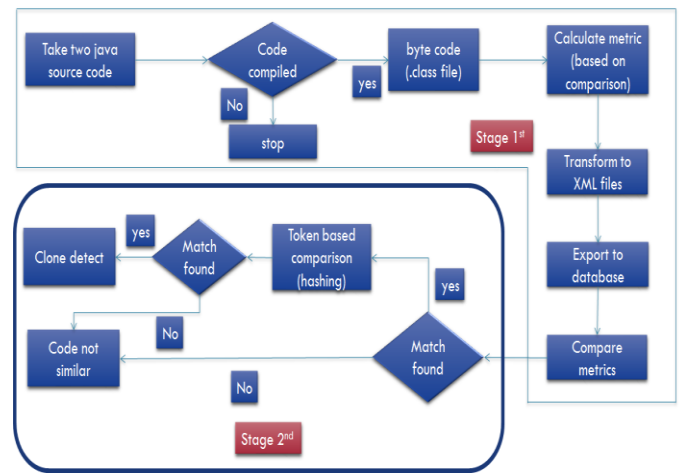 Take two java
source code
Code
compiled
yes
byte code
(.class file)
Calculate metric
(based on
comparison)
No
stop
Stage 1st
Transform to
XML files
Export to
database
Compare
metrics
Match
found
yes
Token based
comparison
(hashing)
Match
found
yes
Clone detect
No
Code not
similar
No
Stage 2nd